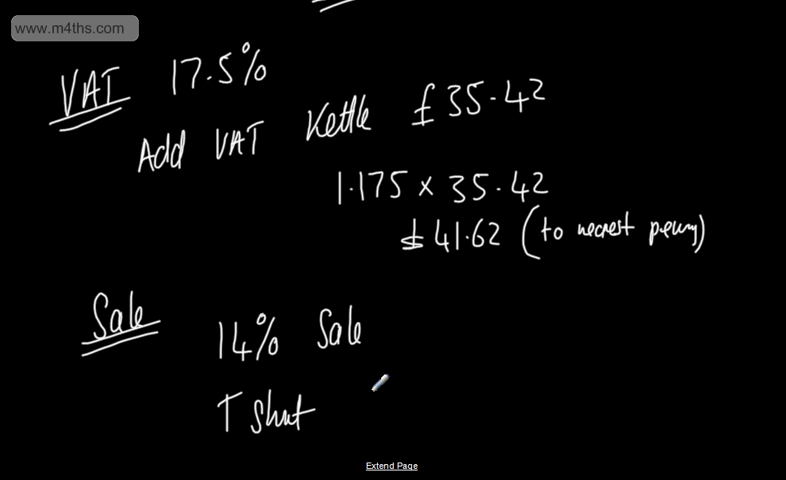 www.m4ths.com
VAT 17.5%
Add VAT Kettle £35.42
1.175 x 35.42
£41.62 (to nearest penny)
Sale 14% Sale
T Shirt
Extend Page